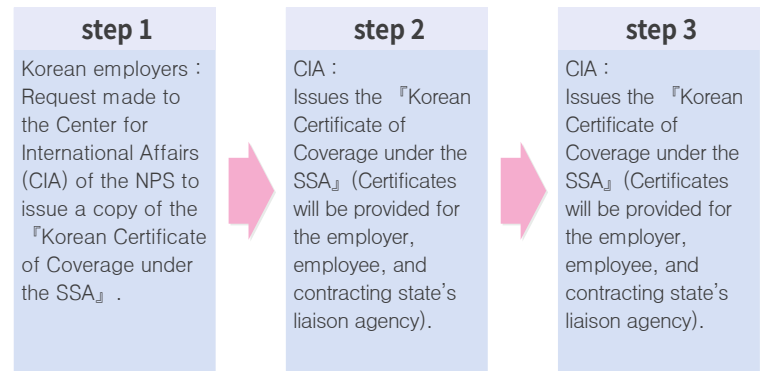 step 1
Korean employers :
Request made to
the Center for
International Affairs
(CIA) of the NPS to
issue a copy of the
『Korean Certificate
of Coverage under
the SSA』.
step 2
CIA :
Issues the 『Korean
Certificate of
Coverage under the
SSA』(Certificates
will be provided for
the employer,
employee, and
contracting state's
liaison agency).
step 3
CIA :
Issues the 『Korean
Certificate of
Coverage under the
SSA』(Certificates
will be provided for
the employer,
employee, and
contracting state's
liaison agency).